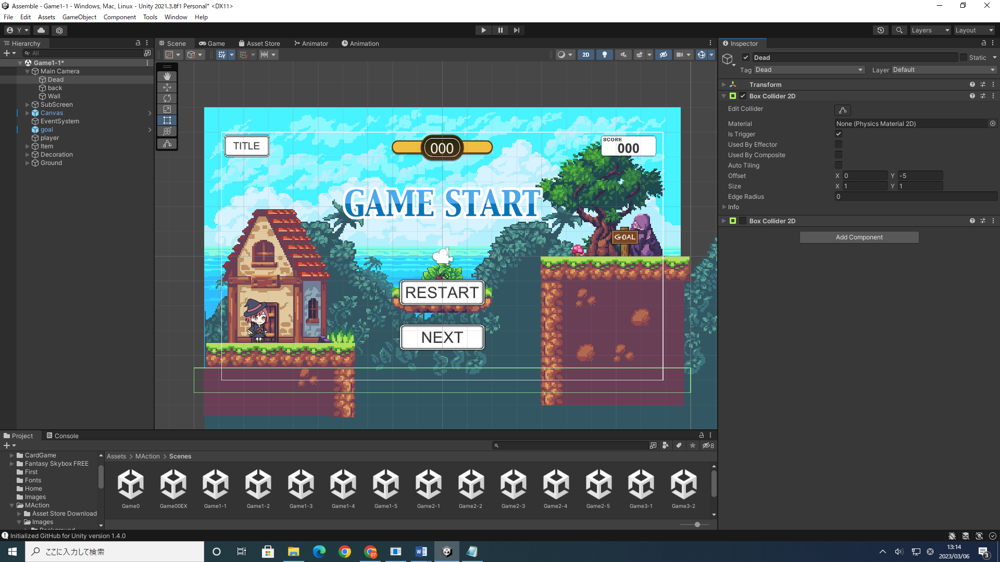 Assemble - Game1-1 - Windows, Mac, Linux - Unity 2021.3.8f1 Personal* <DX11>
File Edit Assets GameObject Component Tools Window Help
Y Layers Layout
Hierarchy
All
Game1-1*
Main Camera
Dead
back
Wall
SubScreen
Canvas
EventSystem
goal
player
Item
Decoration
Ground
Scene Game Asset Store Animator Animation
2D
TITLE
000
SCORE
000
GAME START
GOAL
RESTART
NEXT
Inspector
Dead Static
Tag Dead Layer Default
Transform
Box Collider 2D
Edit Collider
Material None (Physics Material 2D)
Is Trigger
Used By Effector
Used By Composite
Auto Tiling
Offset X 0 Y -5
Size X 1 Y 1
Edge Radius 0
Info
Box Collider 2D
Add Component
Project Console
8
CardGame
Fantasy Skybox FREE
First
Fonts
Home
Images
MAction
Asset Store Download
Images
Background
Assets > MAction > Scenes
Game0 Game00EX Game1-1 Game1-2 Game1-3 Game1-4 Game1-5 Game2-1 Game2-2 Game2-3 Game2-4 Game2-5 Game3-1 Game3-2
Initialized GitHub for Unity version 1.4.0
ここに入力して検索
07
13:14
2023/03/06
3